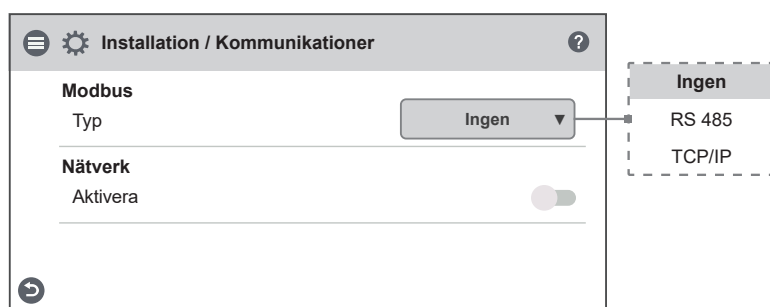 Installation / Kommunikationer
?
Modbus
Typ
Ingen ▼
Nätverk
Aktivera
Ingen
RS 485
TCP/IP